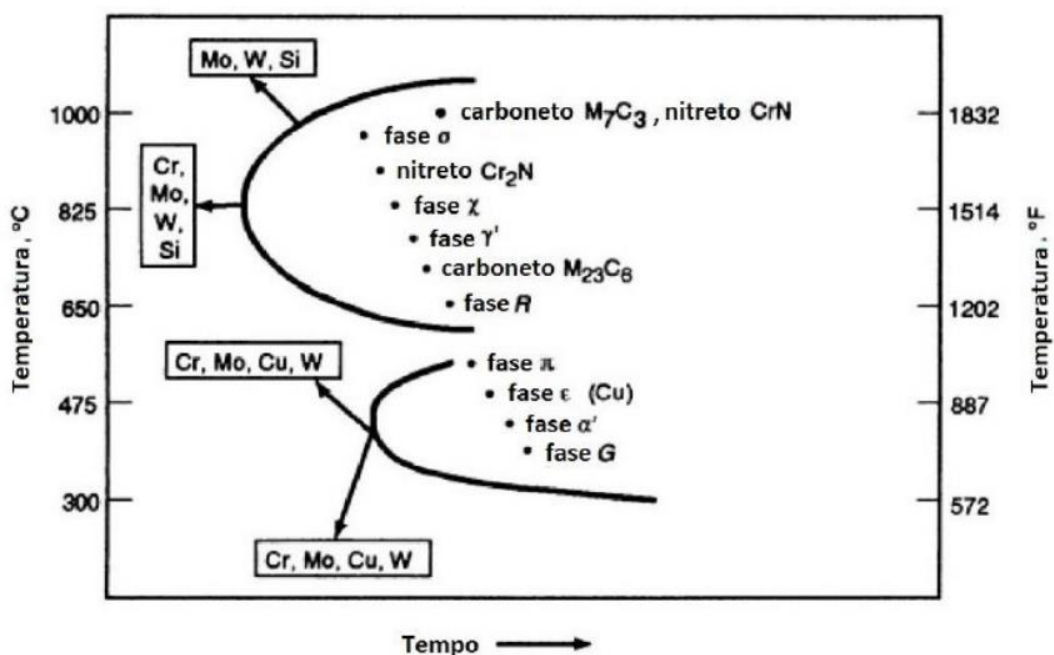 Mo, W, Si
1000
carboneto M₇C₃, nitreto CrN
1832
fase σ
Cr,
Mo,
W,
Si
nitreto Cr₂N
825
fase χ
1514
fase γ'
carboneto M₂₃C₆
650
fase R
1202
Cr, Mo, Cu, W
fase π
fase ε (Cu)
475
887
fase α'
fase G
300
572
Cr, Mo, Cu, W
Temperatura, ºC
Temperatura, ºF
Tempo